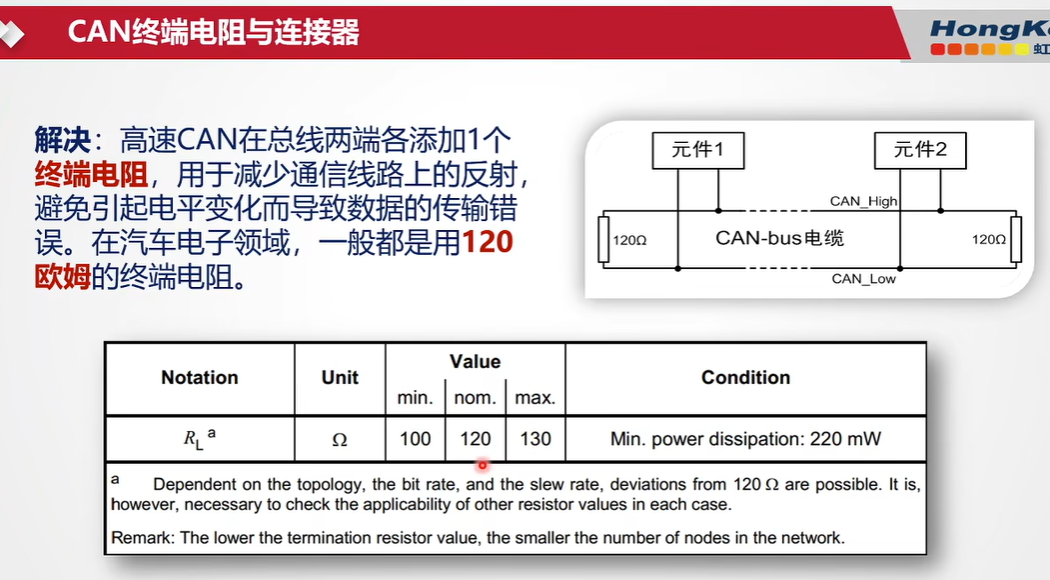 CAN终端电阻与连接器
HongK
虹
解决：高速CAN在总线两端各添加1个
终端电阻，用于减少通信线路上的反射，
避免引起电平变化而导致数据的传输错
误。在汽车电子领域，一般都是用120
欧姆的终端电阻。
元件1
元件2
CAN_High
120Ω
CAN-bus电缆
120Ω
CAN_Low
Notation
Unit
Value
Condition
min.
nom.
max.
RL a
Ω
100
120
130
Min. power dissipation: 220 mW
a Dependent on the topology, the bit rate, and the slew rate, deviations from 120 Ω are possible. It is,
however, necessary to check the applicability of other resistor values in each case.
Remark: The lower the termination resistor value, the smaller the number of nodes in the network.